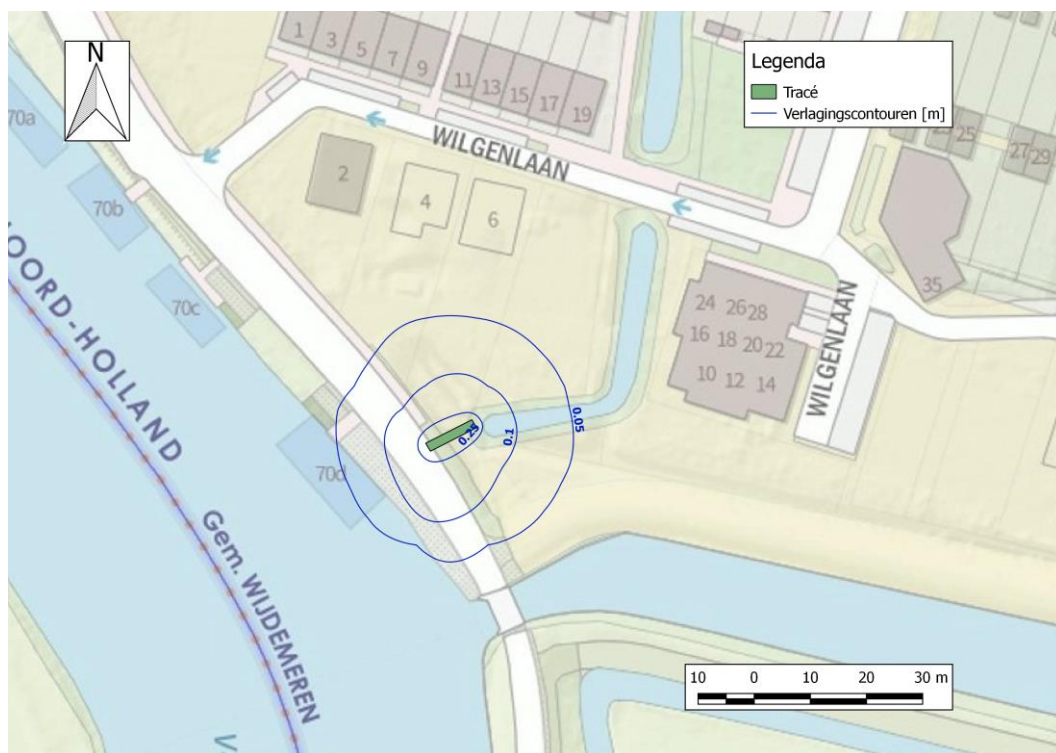 N
1 3 5 7 9
11 13 15 17 19
Legenda
Tracé
Verlagingscontouren [m]
25
27 29
70a
2
4
6
WILGENLAAN
70b
70c
35
24 26 28
16 18 20 22
10 12 14
WILGENLAAN
NOORD-HOLLAND
Gem. WIJDEMEREN
70d
0.25
0.1
0.05
10 0 10 20 30 m